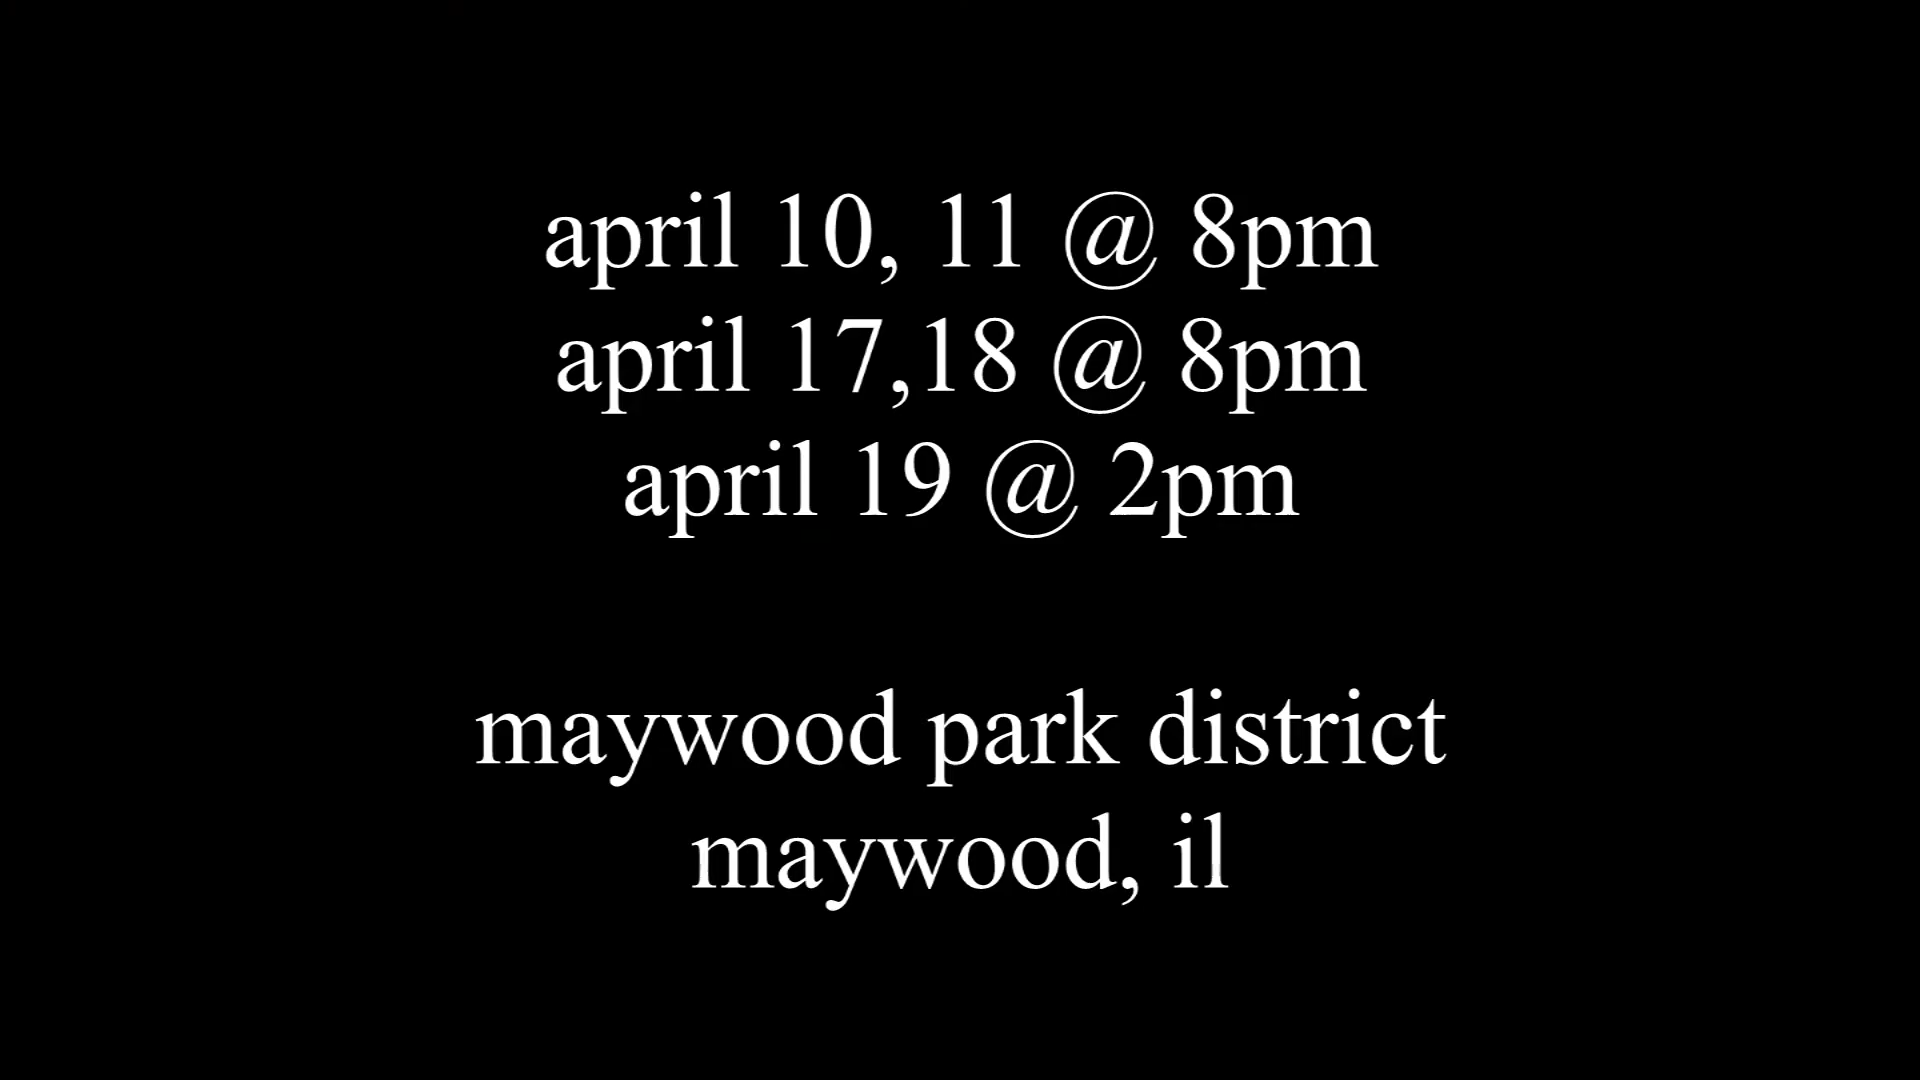 april 10, 11 @ 8pm
april 17,18 @ 8pm
april 19 @ 2pm
maywood park district
maywood, il